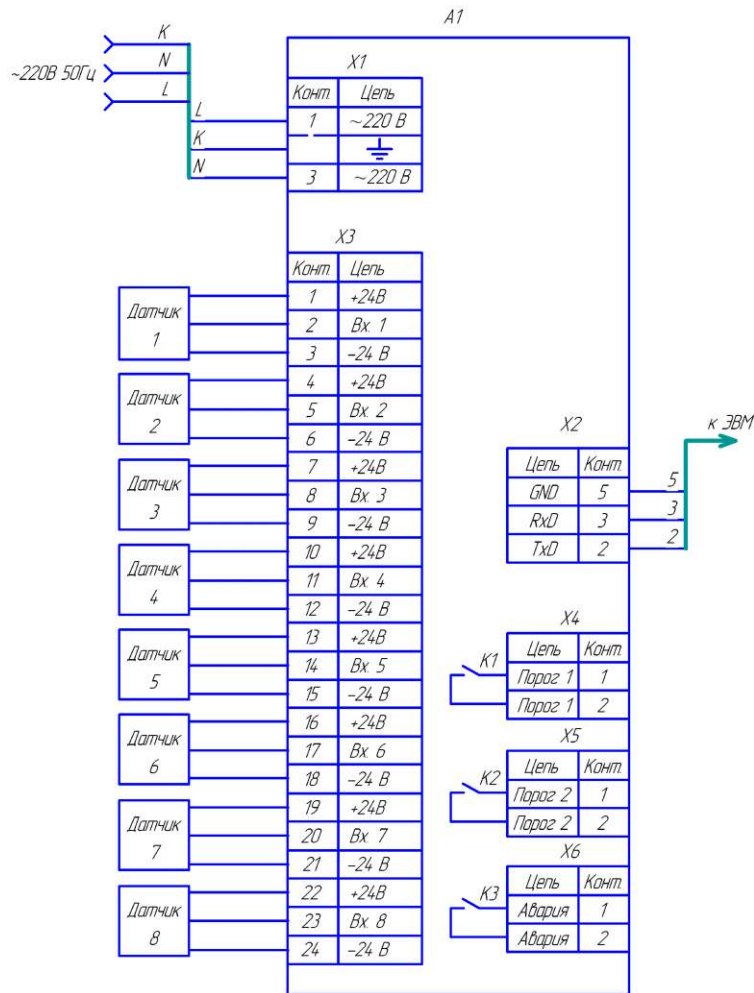 A1
K
N
L
~220В 50Гц
L
K
N
X1
Конт. Цепь
1 ~220 В
3 ~220 В
X3
Конт. Цепь
1 +24В
2 Вх. 1
3 -24 В
4 +24В
5 Вх. 2
6 -24 В
7 +24В
8 Вх. 3
9 -24 В
10 +24В
11 Вх. 4
12 -24 В
13 +24В
14 Вх. 5
15 -24 В
16 +24В
17 Вх. 6
18 -24 В
19 +24В
20 Вх. 7
21 -24 В
22 +24В
23 Вх. 8
24 -24 В
Датчик
1
Датчик
2
Датчик
3
Датчик
4
Датчик
5
Датчик
6
Датчик
7
Датчик
8
X2
Цепь Конт.
GND 5
RxD 3
TxD 2
5
3
2
к ЭВМ
X4
Цепь Конт.
Порог 1 1
Порог 1 2
K1
X5
Цепь Конт.
Порог 2 1
Порог 2 2
K2
X6
Цепь Конт.
Авария 1
Авария 2
K3